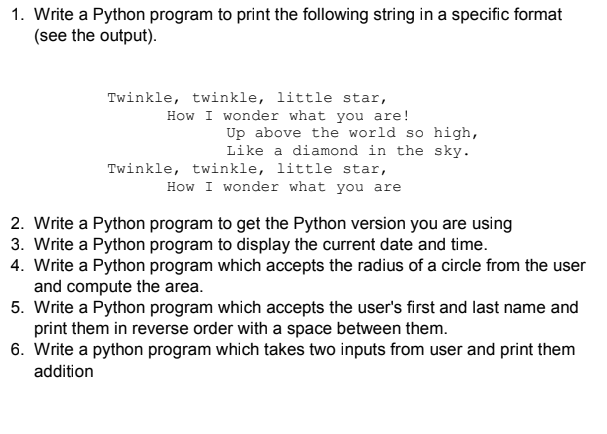 1. Write a Python program to print the following string in a specific format
(see the output).
Twinkle, twinkle, little star,
How I wonder what you are!
Up above the world so high,
Like a diamond in the sky.
Twinkle, twinkle, little star,
How I wonder what you are
2. Write a Python program to get the Python version you are using
3. Write a Python program to display the current date and time.
4. Write a Python program which accepts the radius of a circle from the user
and compute the area.
5. Write a Python program which accepts the user's first and last name and
print them in reverse order with a space between them.
6. Write a python program which takes two inputs from user and print them
addition